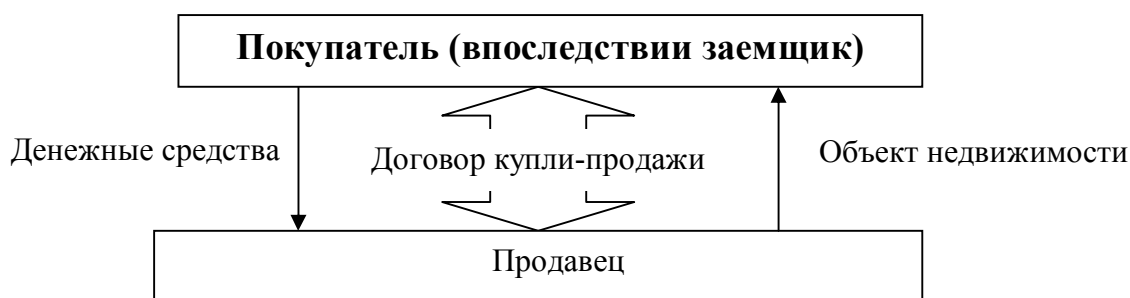 Покупатель (впоследствии заемщик)
Денежные средства
Договор купли-продажи
Объект недвижимости
Продавец